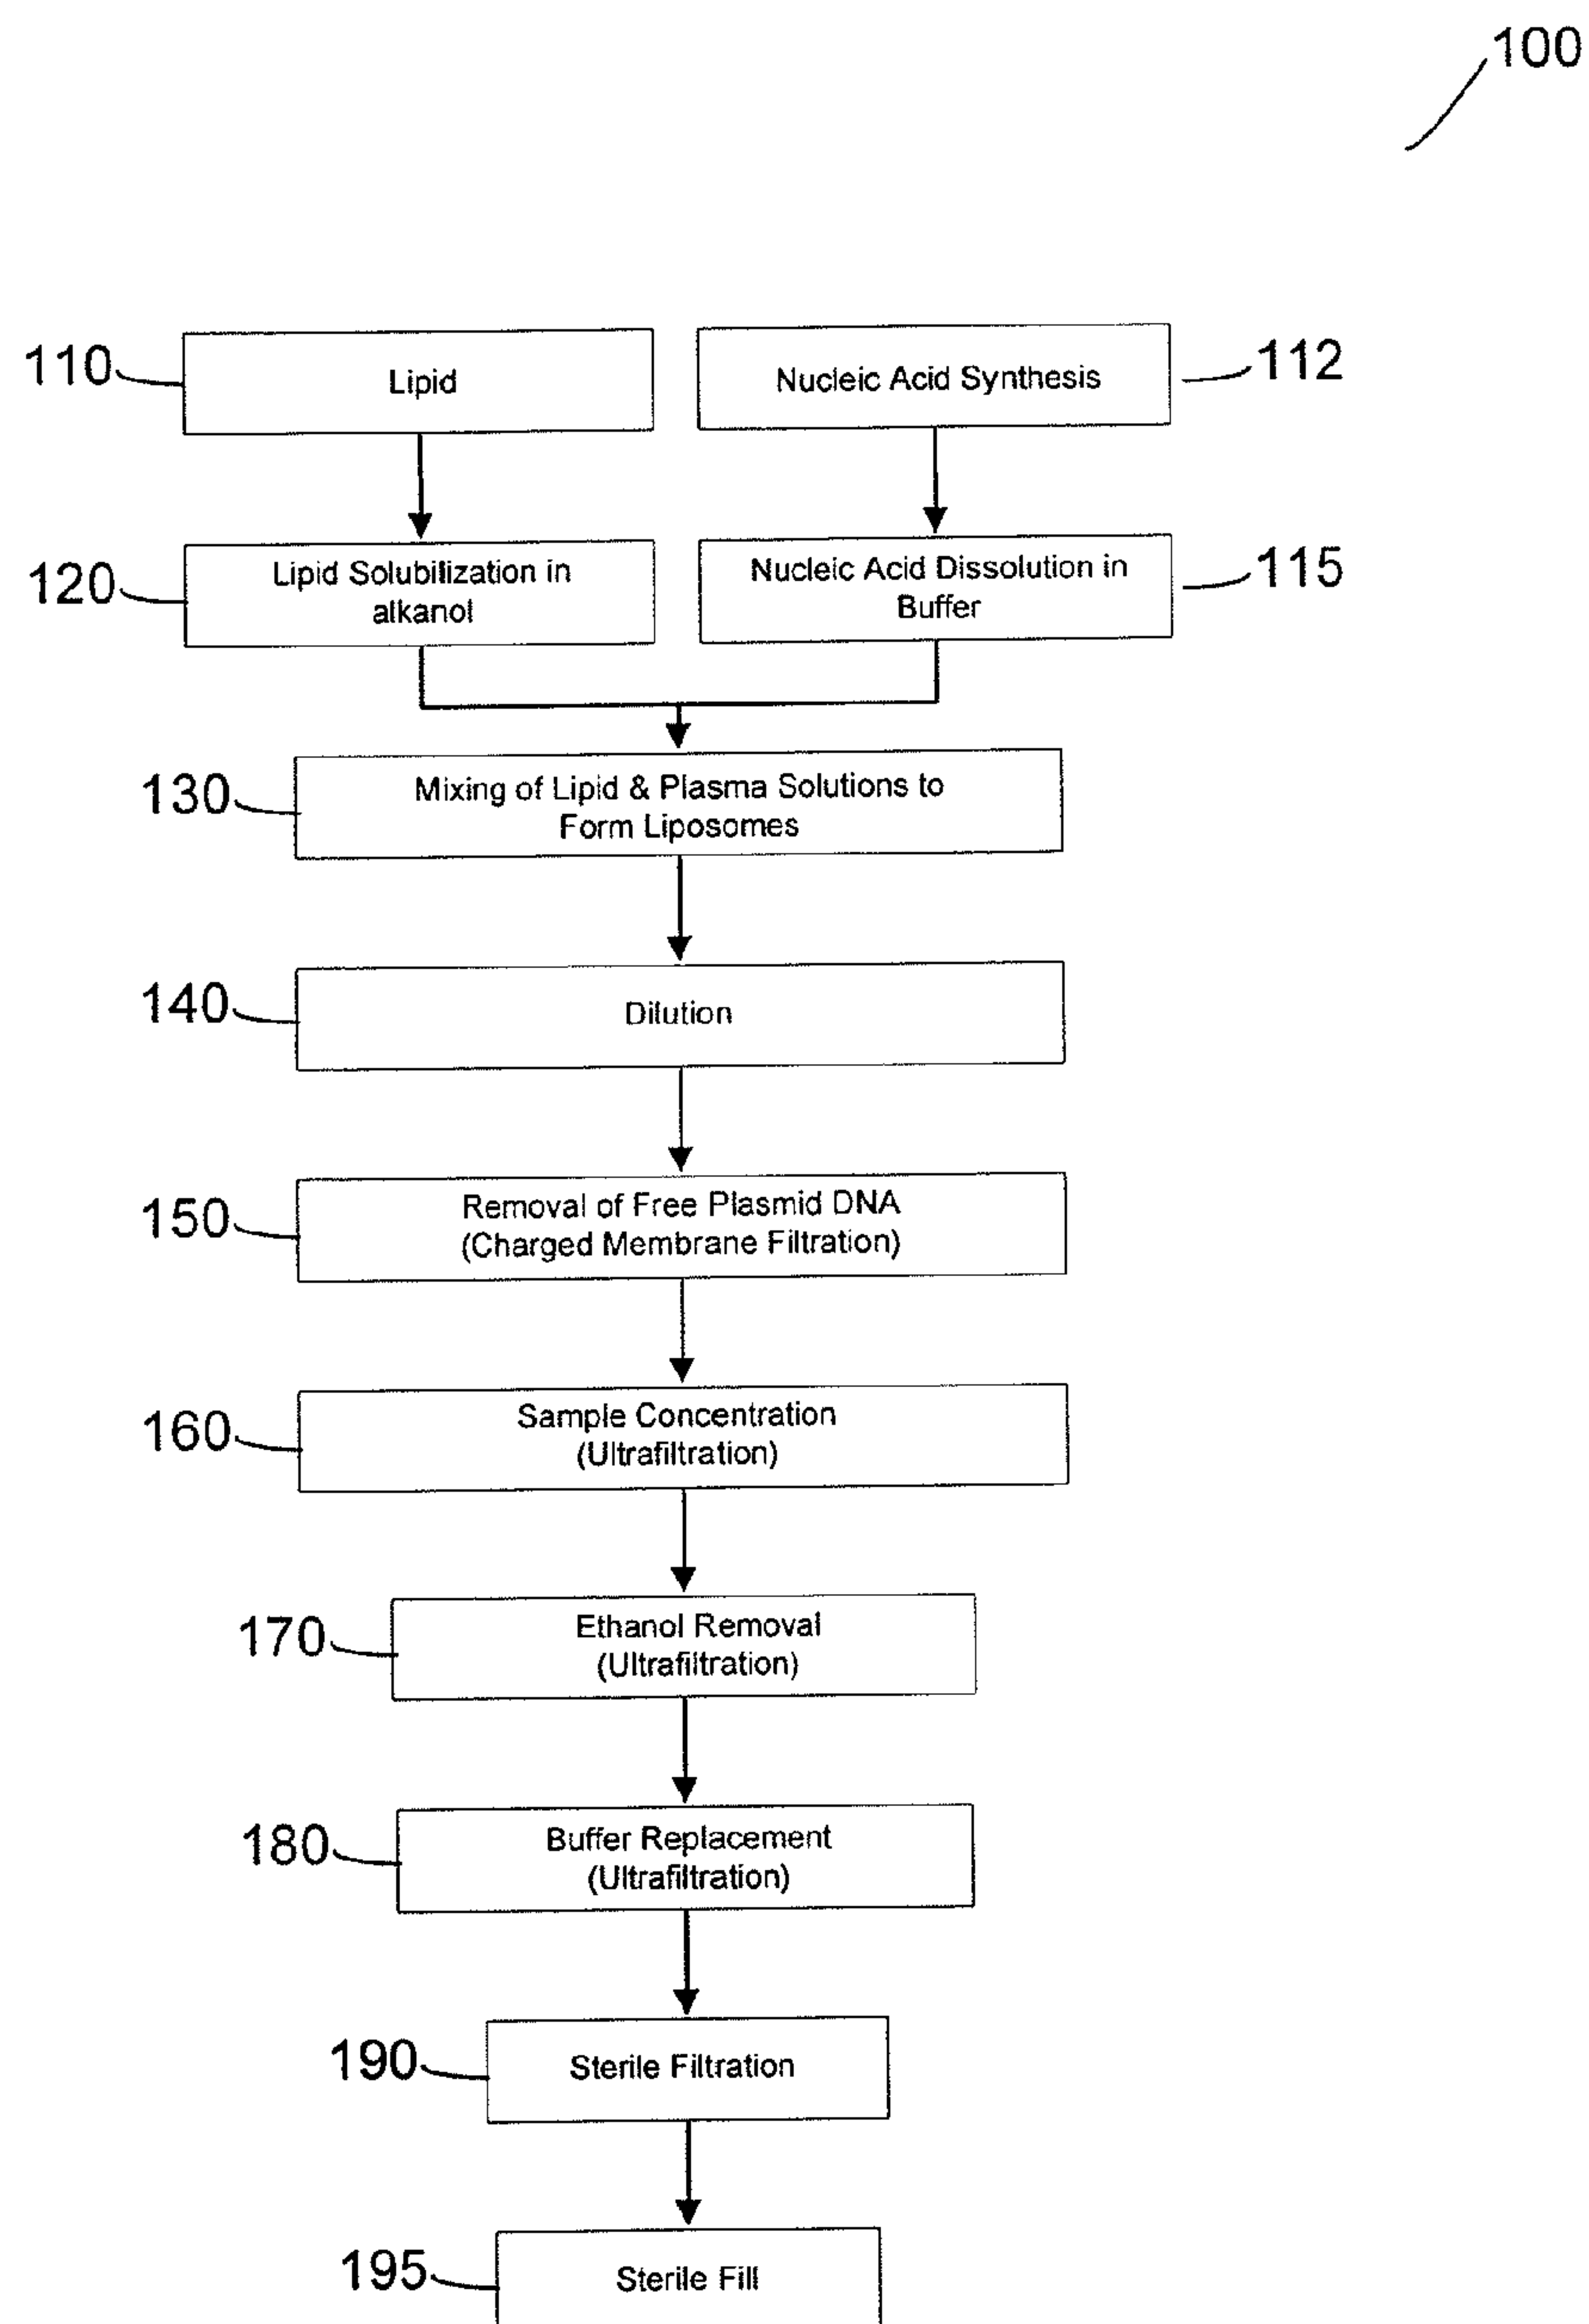 100
110
Lipid
Nucleic Acid Synthesis
112
120
Lipid Solubilization in
alkanol
Nucleic Acid Dissolution in
Buffer
115
130
Mixing of Lipid & Plasma Solutions to
Form Liposomes
140
Dilution
150
Removal of Free Plasmid DNA
(Charged Membrane Filtration)
160
Sample Concentration
(Ultrafiltration)
170
Ethanol Removal
(Ultrafiltration)
180
Buffer Replacement
(Ultrafiltration)
190
Sterile Filtration
195
Sterile Fill